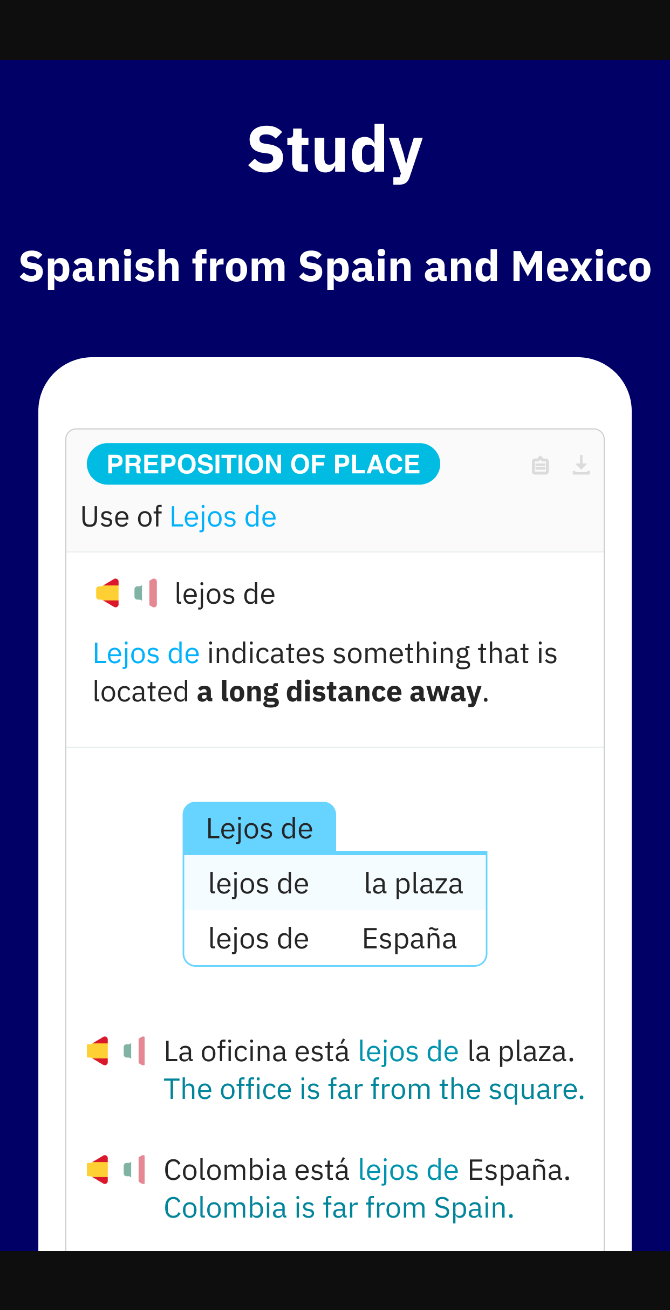 Study
Spanish from Spain and Mexico
PREPOSITION OF PLACE
Use of Lejos de
lejos de
Lejos de indicates something that is
located a long distance away.
Lejos de
lejos de la plaza
lejos de España
La oficina está lejos de la plaza.
The office is far from the square.
Colombia está lejos de España.
Colombia is far from Spain.